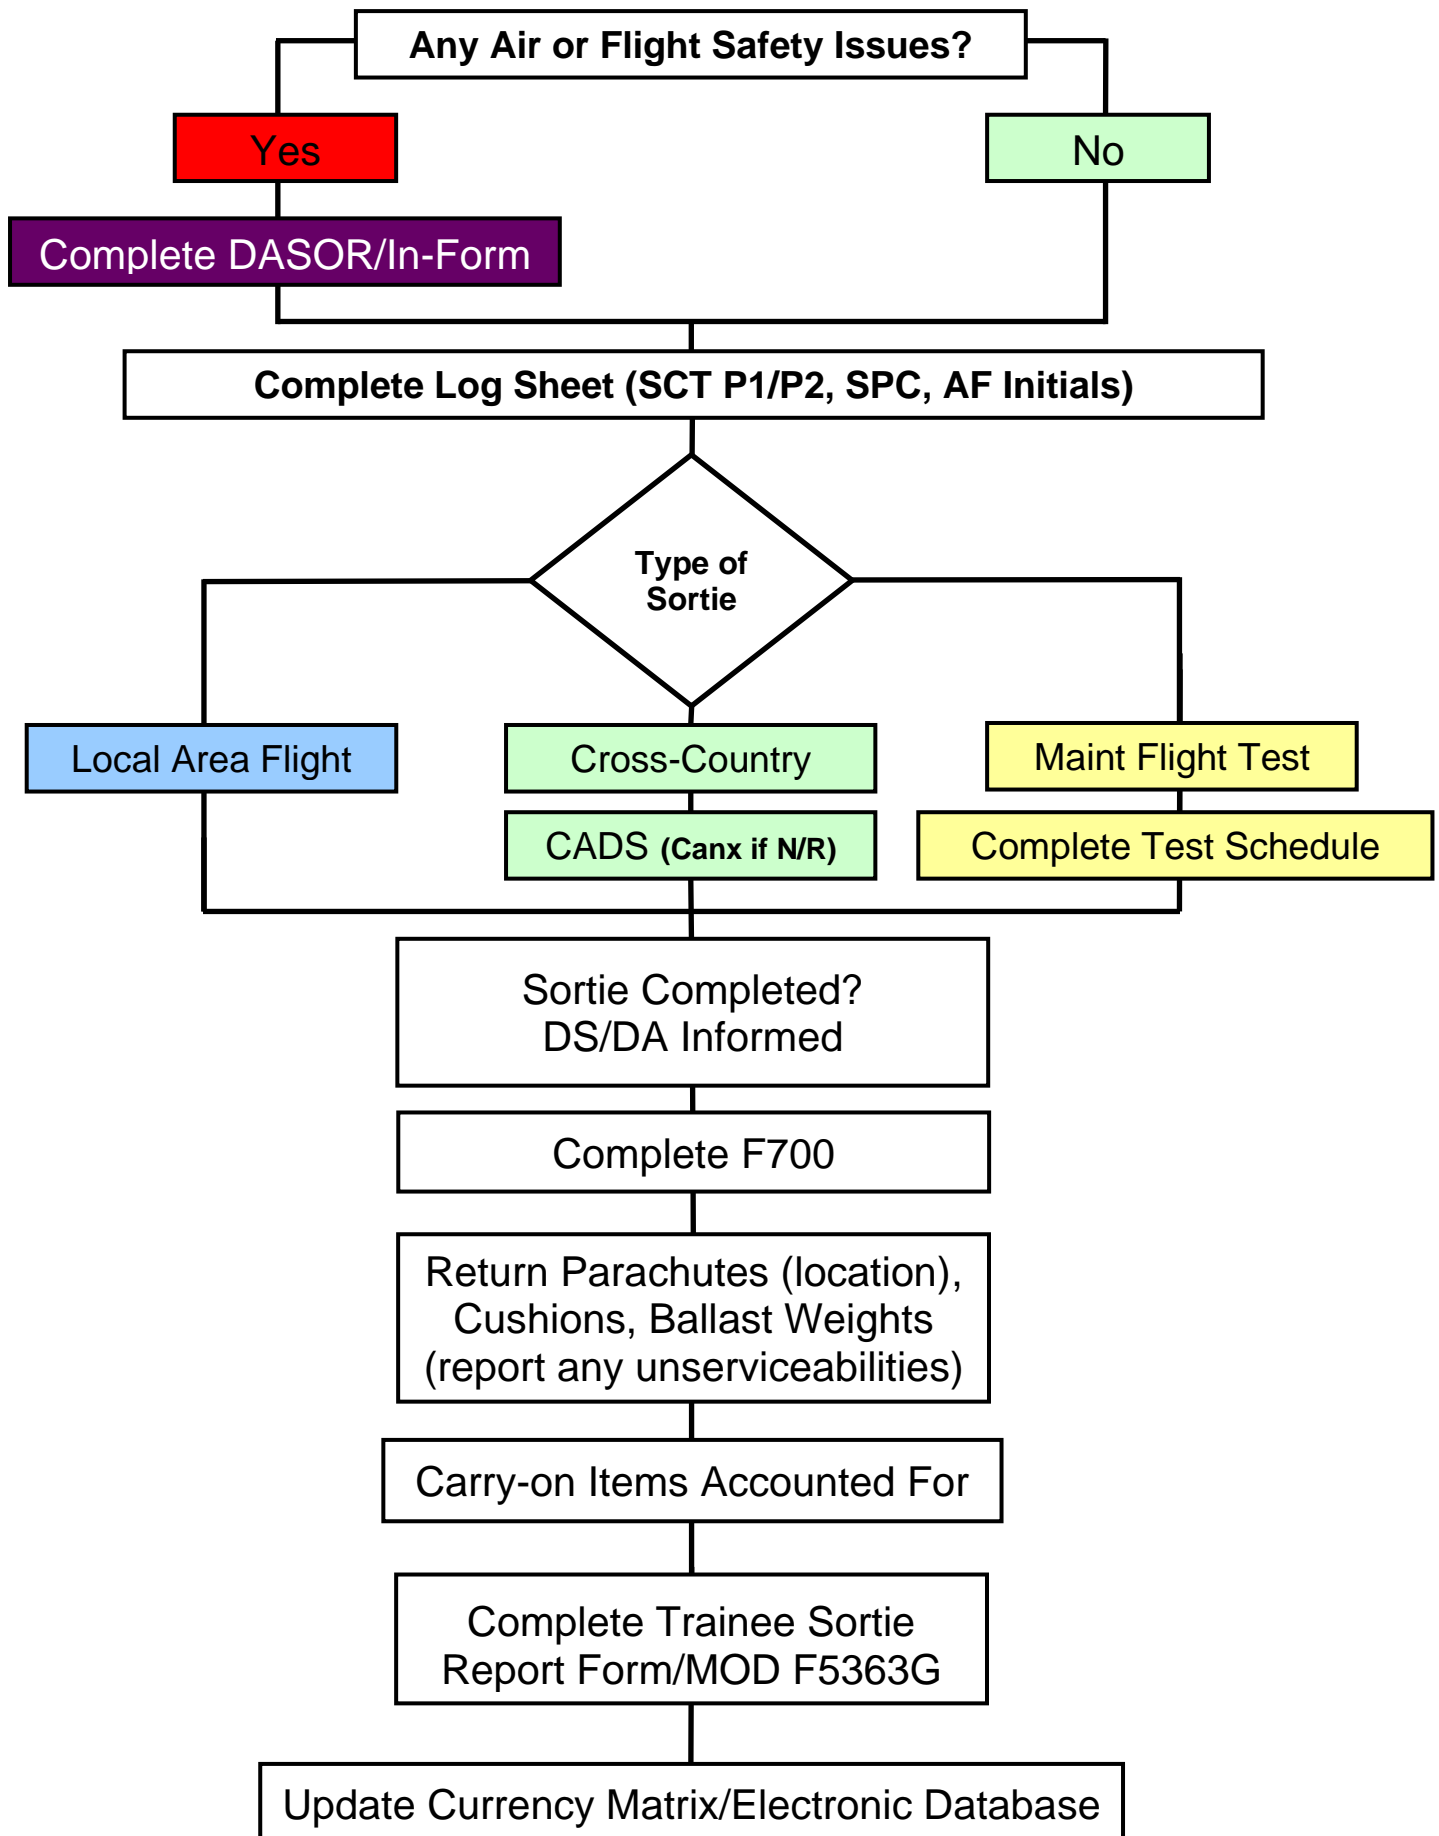 Any Air or Flight Safety Issues?
Yes
No
Complete DASOR/In-Form
Complete Log Sheet (SCT P1/P2, SPC, AF Initials)
Type of
Sortie
Local Area Flight
Cross-Country
Maint Flight Test
CADS (Canx if N/R)
Complete Test Schedule
Sortie Completed?
DS/DA Informed
Complete F700
Return Parachutes (location),
Cushions, Ballast Weights
(report any unserviceabilities)
Carry-on Items Accounted For
Complete Trainee Sortie
Report Form/MOD F5363G
Update Currency Matrix/Electronic Database